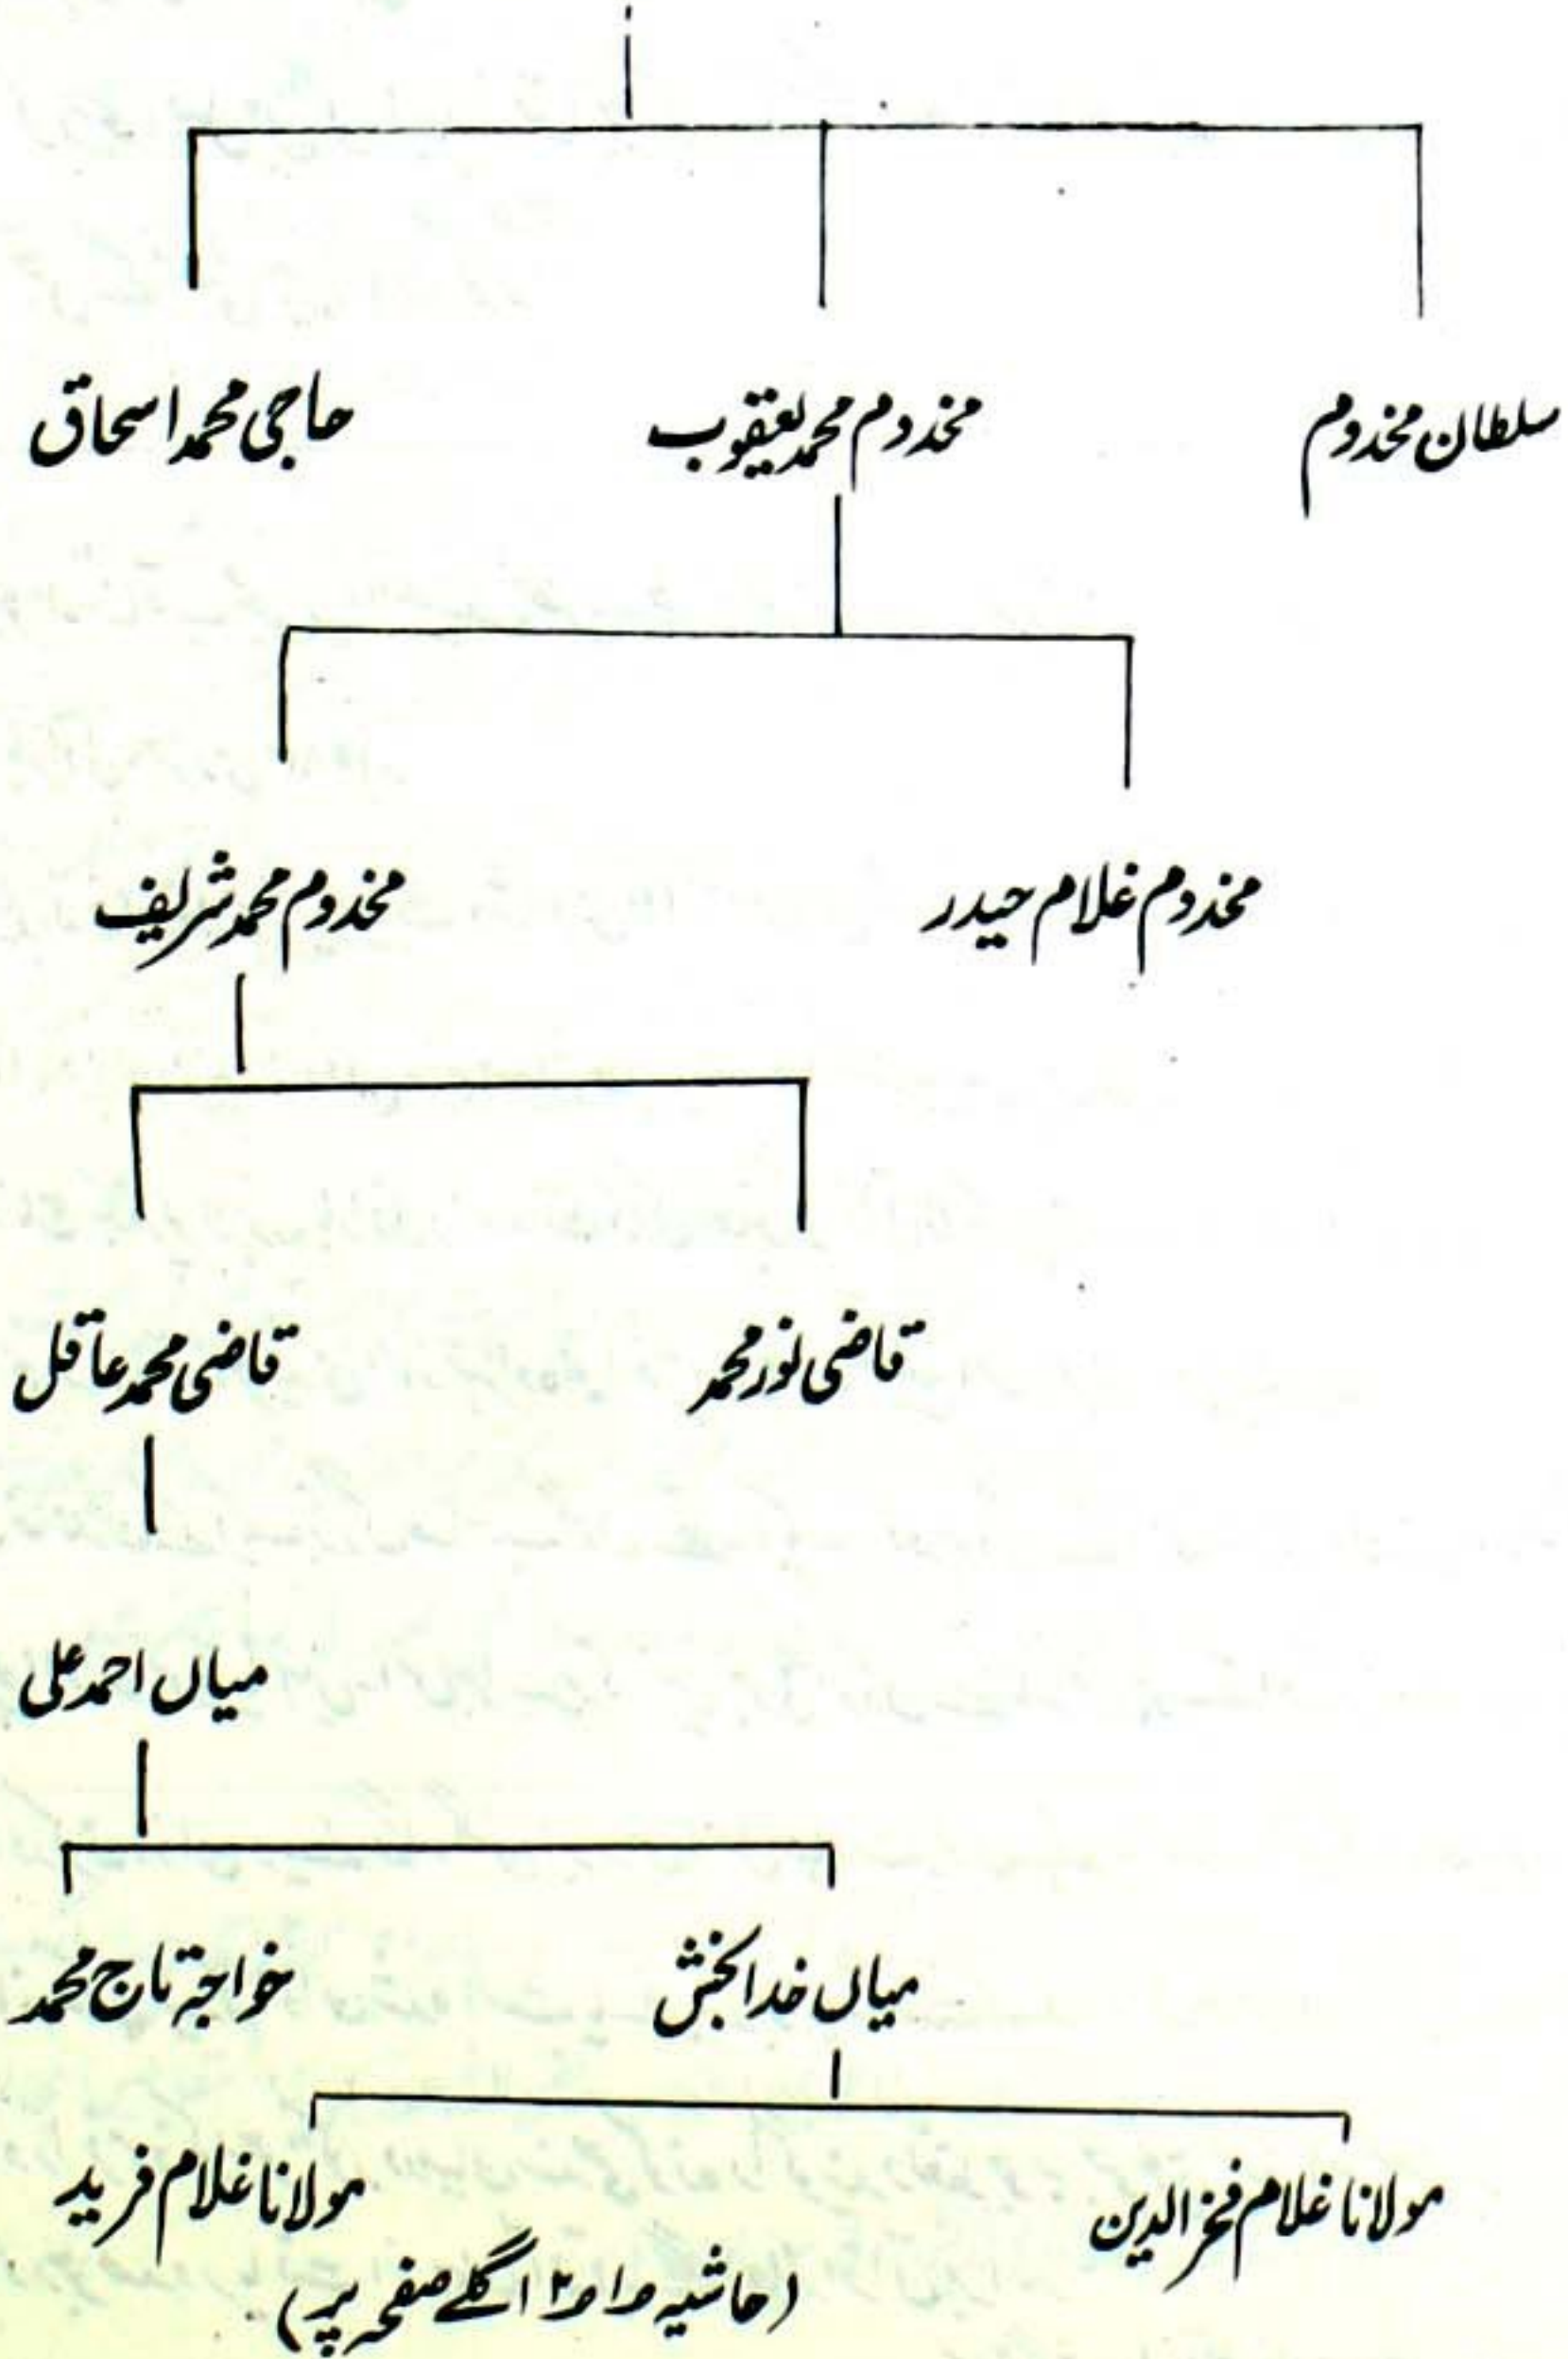 سلطان مخدوم
مخدوم محمد یعقوب
حاجی محمد اسحاق
مخدوم غلام حیدر
مخدوم محمد شریف
قاضی نور محمد
قاضی محمد عاقل
میاں احمد علی
میاں خدا بخش
خواجہ تاج محمد
مولانا غلام فخر الدین
مولانا غلام فرید
(حاشیہ ۱ و ۲ اگلے صفحہ پر)